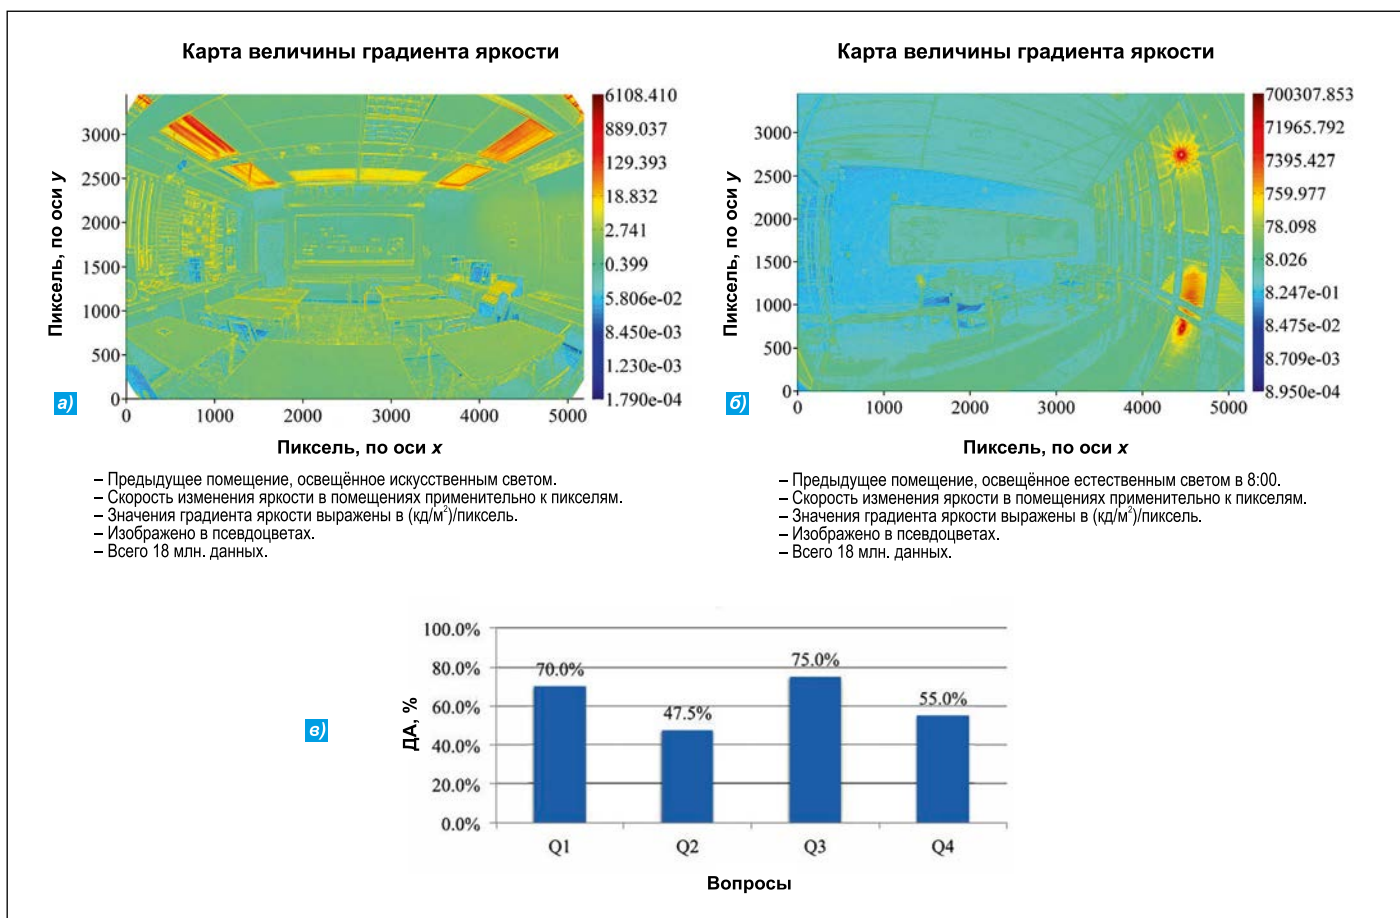 Карта величины градиента яркости
Пиксель, по оси y
3000
2500
2000
1500
1000
500
0
0 1000 2000 3000 4000 5000
6108.410
889.037
129.393
18.832
2.741
0.399
5.806e-02
8.450e-03
1.230e-03
1.790e-04
а)
Пиксель, по оси x
– Предыдущее помещение, освещённое искусственным светом.
– Скорость изменения яркости в помещениях применительно к пикселям.
– Значения градиента яркости выражены в (кд/м²)/пиксель.
– Изображено в псевдоцветах.
– Всего 18 млн. данных.
Карта величины градиента яркости
Пиксель, по оси y
3000
2500
2000
1500
1000
500
0
0 1000 2000 3000 4000 5000
700307.853
71965.792
7395.427
759.977
78.098
8.026
8.247e-01
8.475e-02
8.709e-03
8.950e-04
б)
Пиксель, по оси x
– Предыдущее помещение, освещённое естественным светом в 8:00.
– Скорость изменения яркости в помещениях применительно к пикселям.
– Значения градиента яркости выражены в (кд/м²)/пиксель.
– Изображено в псевдоцветах.
– Всего 18 млн. данных.
в)
ДА, %
100.0%
80.0%
60.0%
40.0%
20.0%
0.0%
70.0%
47.5%
75.0%
55.0%
Q1 Q2 Q3 Q4
Вопросы